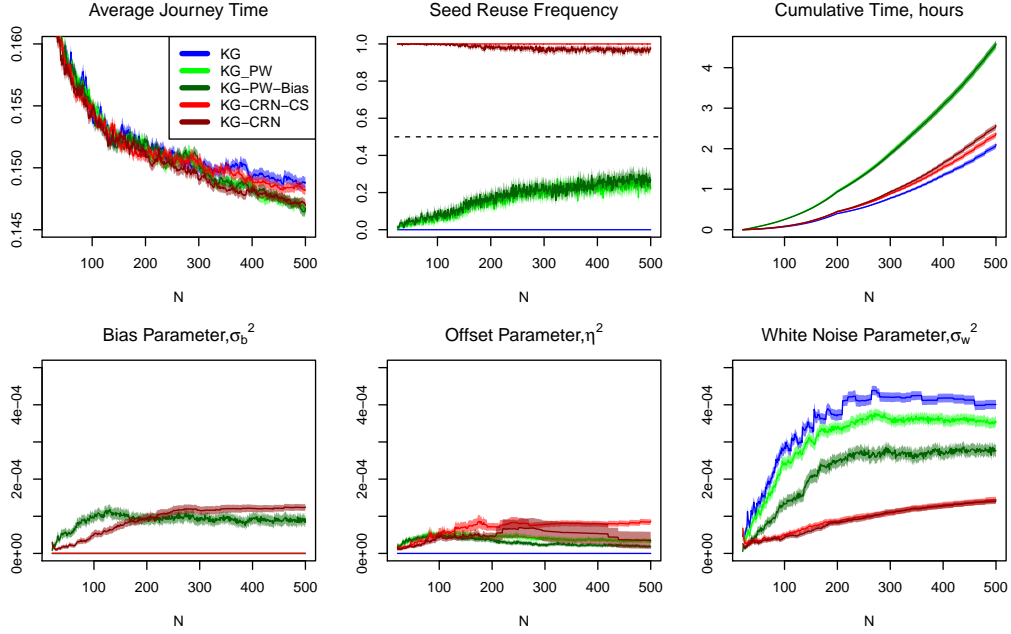 Average Journey Time
0.160
0.155
0.150
0.145
KG
KG_PW
KG-PW-Bias
KG-CRN-CS
KG-CRN
100 200 300 400 500
N
Seed Reuse Frequency
1.0
0.8
0.6
0.4
0.2
0.0
100 200 300 400 500
N
Cumulative Time, hours
4
3
2
1
0
100 200 300 400 500
N
Bias Parameter,σ_b^2
4e-04
2e-04
0e+00
100 200 300 400 500
N
Offset Parameter,η^2
4e-04
2e-04
0e+00
100 200 300 400 500
N
White Noise Parameter,σ_w^2
4e-04
2e-04
0e+00
100 200 300 400 500
N